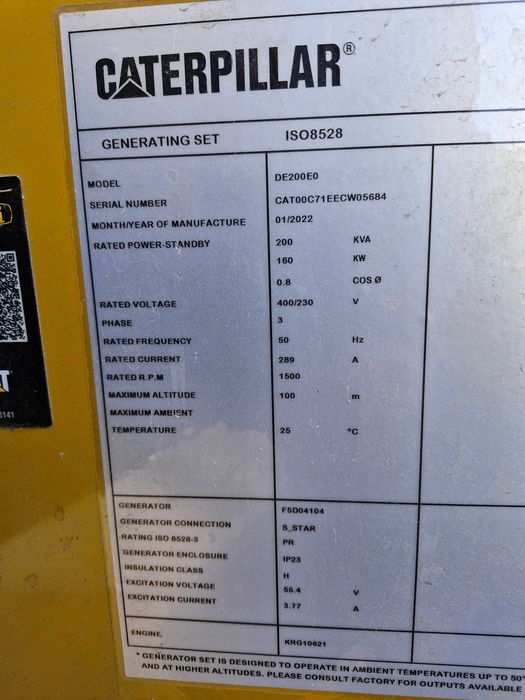 CATERPILLAR®
GENERATING SET ISO8528
MODEL DE200E0
SERIAL NUMBER CAT00C71EECW05684
MONTH/YEAR OF MANUFACTURE 01/2022
RATED POWER-STANDBY 200 KVA
160 KW
0.8 COS Ø
RATED VOLTAGE 400/230 V
PHASE 3
RATED FREQUENCY 50 Hz
RATED CURRENT 289 A
RATED R.P.M 1500
MAXIMUM ALTITUDE 100 m
MAXIMUM AMBIENT
TEMPERATURE 25 °C
GENERATOR F5D04104
GENERATOR CONNECTION S_STAR
RATING ISO 8528-3 PR
GENERATOR ENCLOSURE IP23
INSULATION CLASS H
EXCITATION VOLTAGE 55.4 V
EXCITATION CURRENT 3.77 A
ENGINE KRG10621
* GENERATOR SET IS DESIGNED TO OPERATE IN AMBIENT TEMPERATURES UP TO 50°
AND AT HIGHER ALTITUDES. PLEASE CONSULT FACTORY FOR OUTPUTS AVAILABLE